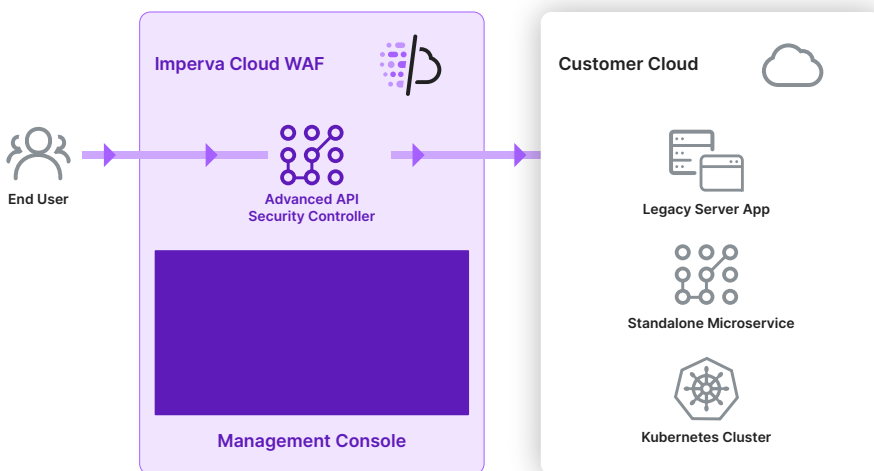 Imperva Cloud WAF
Customer Cloud
End User
Advanced API
Security Controller
Legacy Server App
Standalone Microservice
Management Console
Kubernetes Cluster